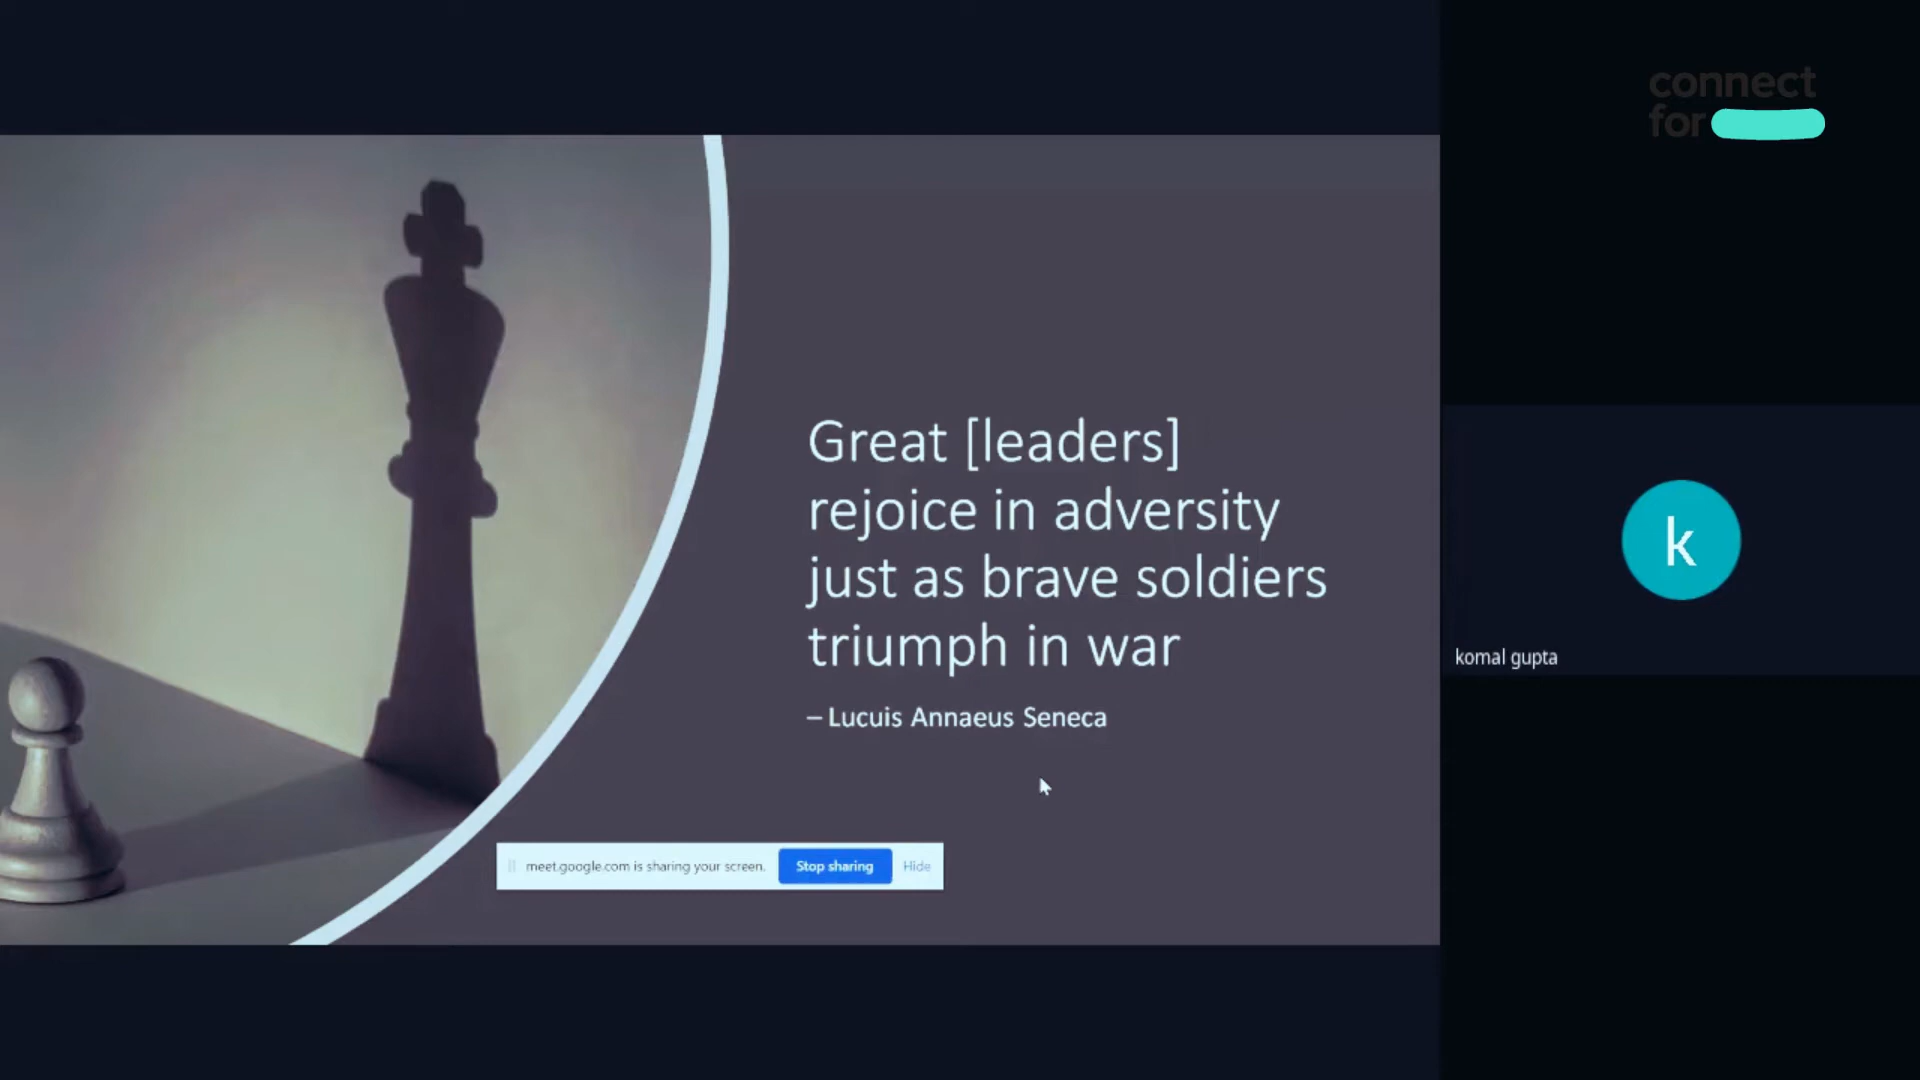 connect
for
Great [leaders]
rejoice in adversity
just as brave soldiers
triumph in war
– Lucuis Annaeus Seneca
k
komal gupta
meet.google.com is sharing your screen. Stop sharing Hide